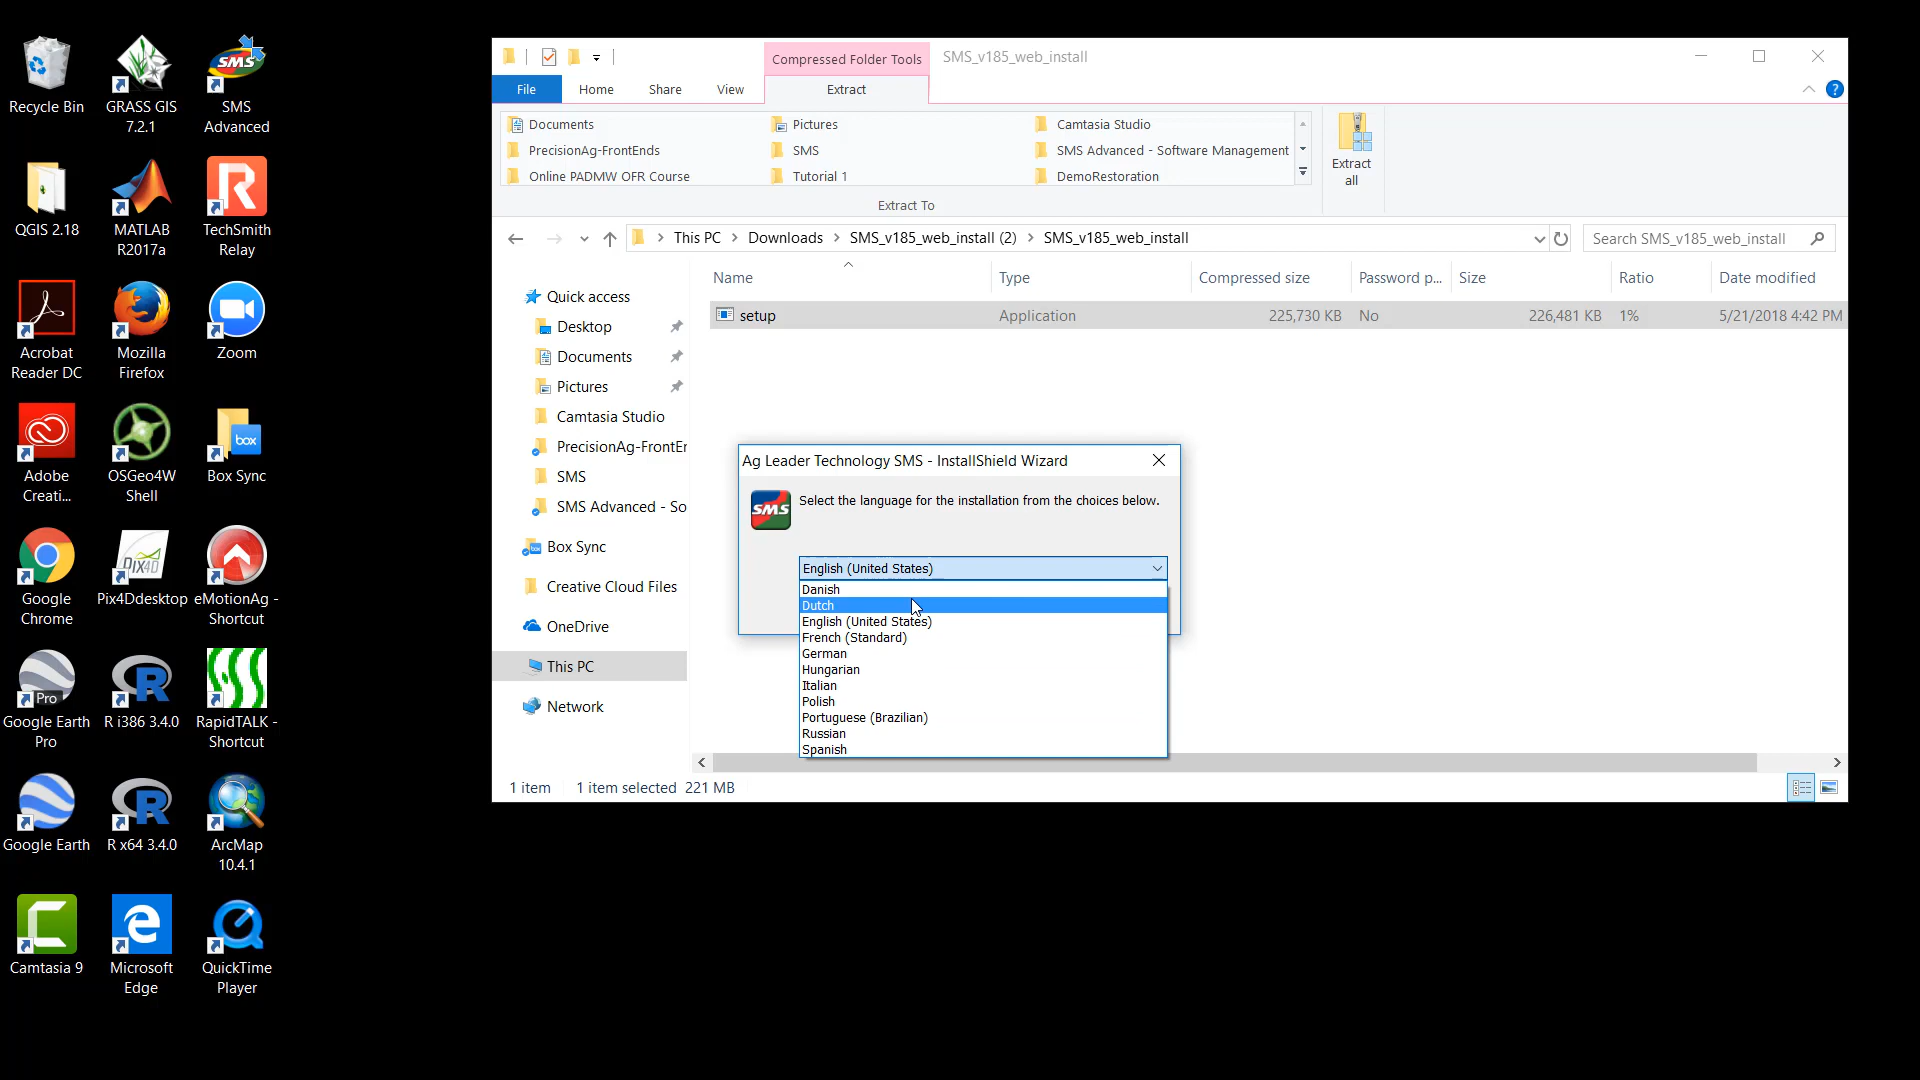 Recycle Bin
GRASS GIS
7.2.1
SMS
Advanced
QGIS 2.18
MATLAB
R2017a
TechSmith
Relay
Acrobat
Reader DC
Mozilla
Firefox
Zoom
Adobe
Creati...
OSGeo4W
Shell
box
Box Sync
Google
Chrome
PIX4D
Pix4Ddesktop
eMotionAg -
Shortcut
Pro
Google Earth
Pro
R i386 3.4.0
RapidTALK -
Shortcut
Google Earth
R x64 3.4.0
ArcMap
10.4.1
Camtasia 9
Microsoft
Edge
QuickTime
Player
Compressed Folder Tools
SMS_v185_web_install
File
Home
Share
View
Extract
Documents
Pictures
Camtasia Studio
PrecisionAg-FrontEnds
SMS
SMS Advanced - Software Management
Online PADMW OFR Course
Tutorial 1
DemoRestoration
Extract To
Extract
all
This PC > Downloads > SMS_v185_web_install (2) > SMS_v185_web_install
Search SMS_v185_web_install
Name
Type
Compressed size
Password p...
Size
Ratio
Date modified
setup
Application
225,730 KB
No
226,481 KB
1%
5/21/2018 4:42 PM
Quick access
Desktop
Documents
Pictures
Camtasia Studio
PrecisionAg-FrontEr
SMS
SMS Advanced - So
Box Sync
Creative Cloud Files
OneDrive
This PC
Network
Ag Leader Technology SMS - InstallShield Wizard
SMS
Select the language for the installation from the choices below.
English (United States)
Danish
Dutch
English (United States)
French (Standard)
German
Hungarian
Italian
Polish
Portuguese (Brazilian)
Russian
Spanish
1 item
1 item selected 221 MB